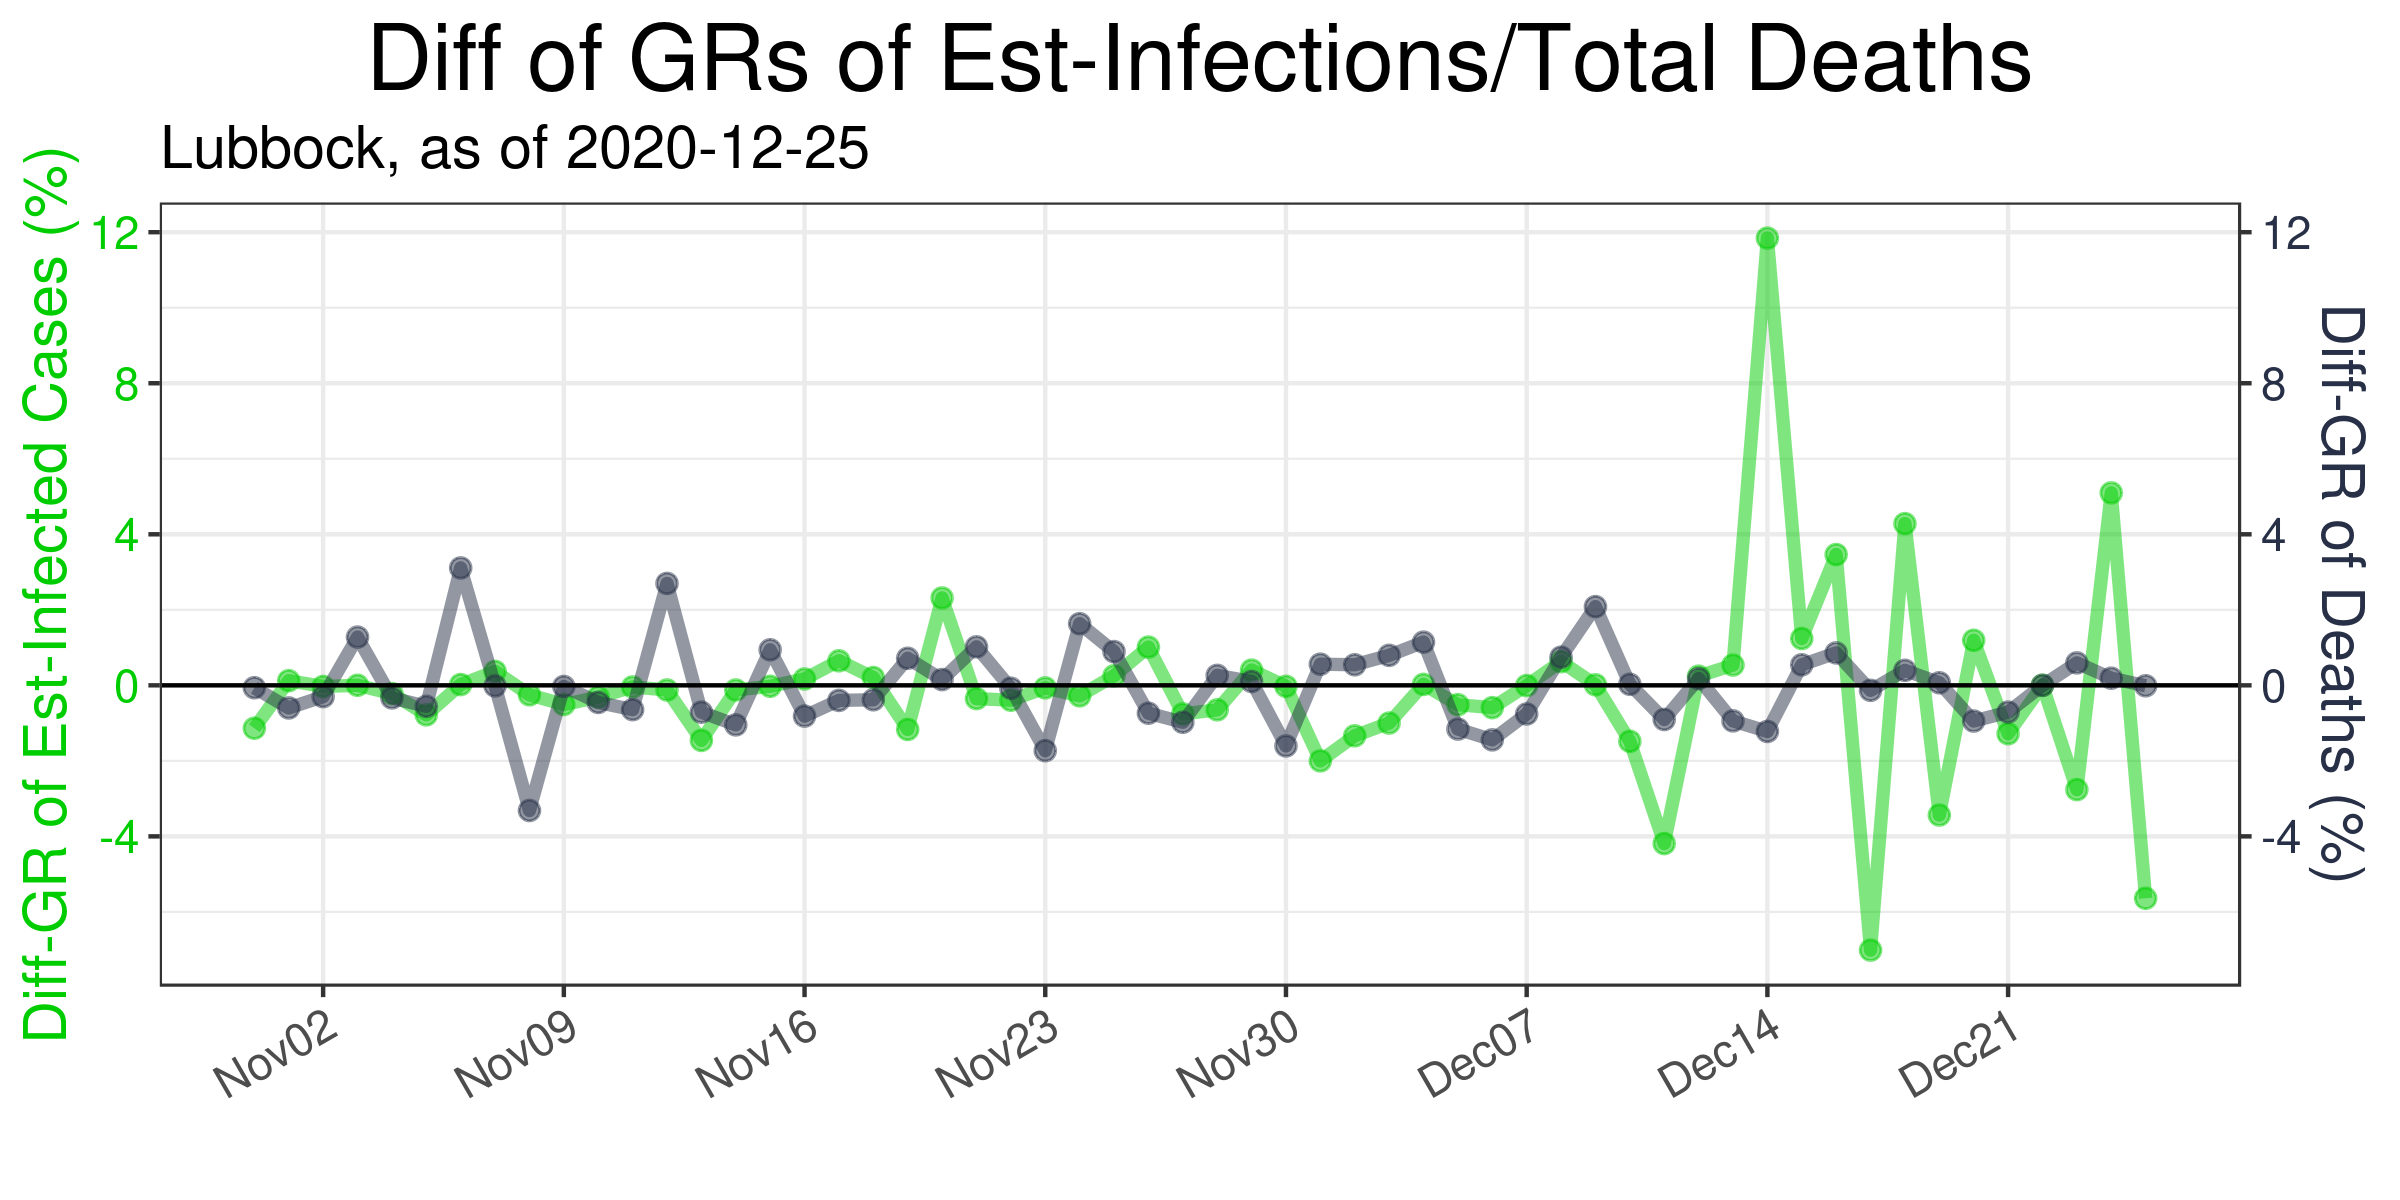 Diff of GRs of Est-Infections/Total Deaths
Lubbock, as of 2020-12-25
Diff-GR of Est-Infected Cases (%)
12
8
4
0
-4
12
8
4
0
-4
Diff-GR of Deaths (%)
Nov02
Nov09
Nov16
Nov23
Nov30
Dec07
Dec14
Dec21